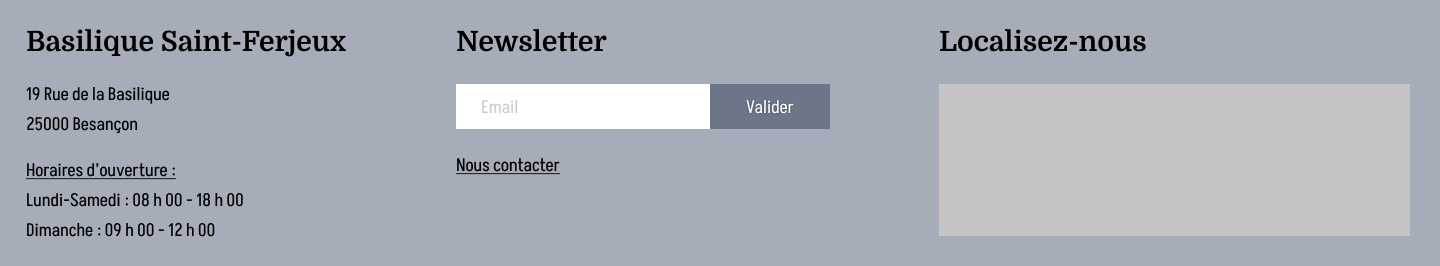 Basilique Saint-Ferjeux
19 Rue de la Basilique
25000 Besançon
Horaires d'ouverture :
Lundi-Samedi : 08 h 00 - 18 h 00
Dimanche : 09 h 00 - 12 h 00
Newsletter
Email
Valider
Nous contacter
Localisez-nous